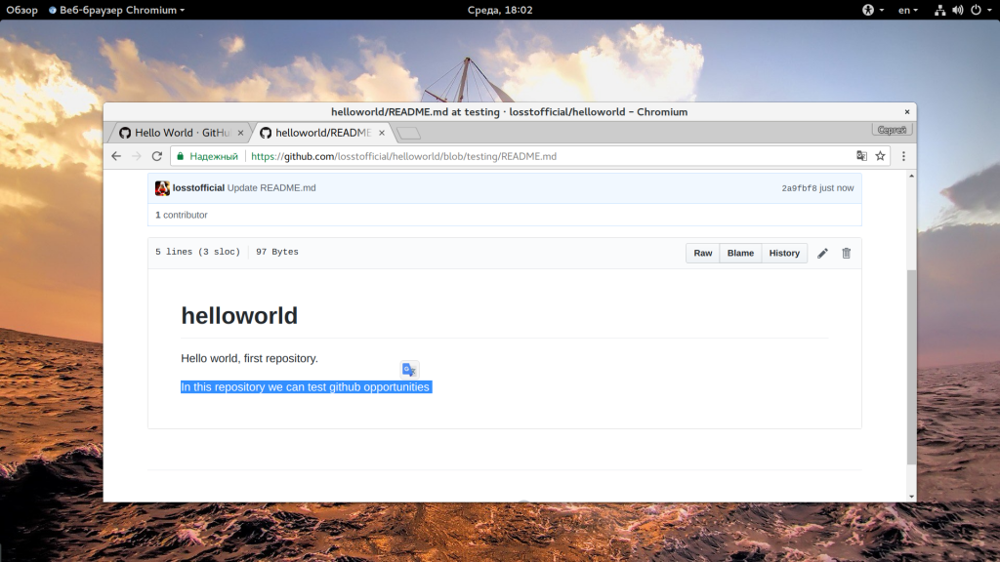 Обзор Веб-браузер Chromium Среда, 18:02 en
helloworld/README.md at testing · losstofficial/helloworld - Chromium
Hello World · GitHu helloworld/README Сергей
Надежный https://github.com/losstofficial/helloworld/blob/testing/README.md
losstofficial Update README.md 2a9fbf8 just now
1 contributor
5 lines (3 sloc) 97 Bytes Raw Blame History
helloworld
Hello world, first repository.
In this repository we can test github opportunities